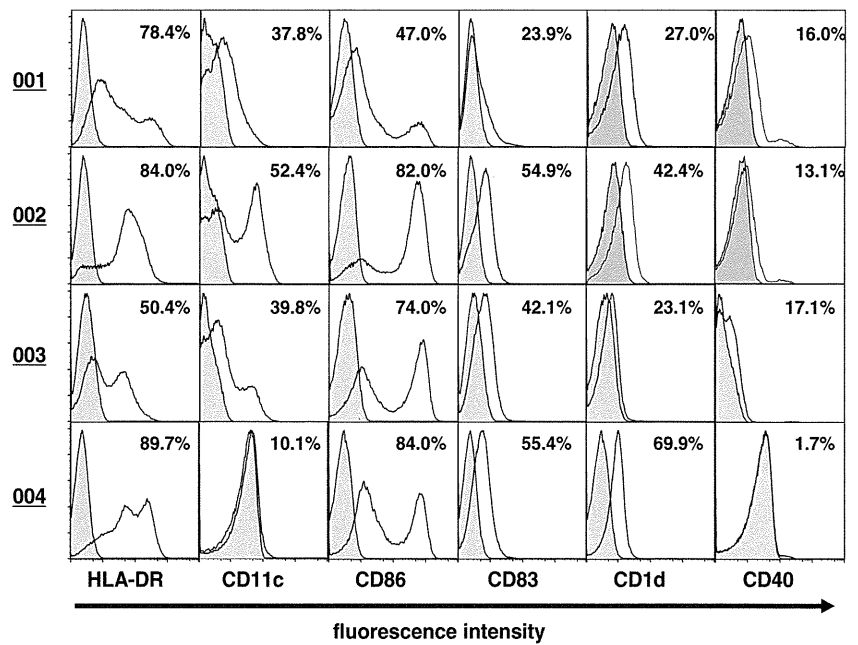 001 78.4% 37.8% 47.0% 23.9% 27.0% 16.0%
002 84.0% 52.4% 82.0% 54.9% 42.4% 13.1%
003 50.4% 39.8% 74.0% 42.1% 23.1% 17.1%
004 89.7% 10.1% 84.0% 55.4% 69.9% 1.7%
HLA-DR CD11c CD86 CD83 CD1d CD40
fluorescence intensity